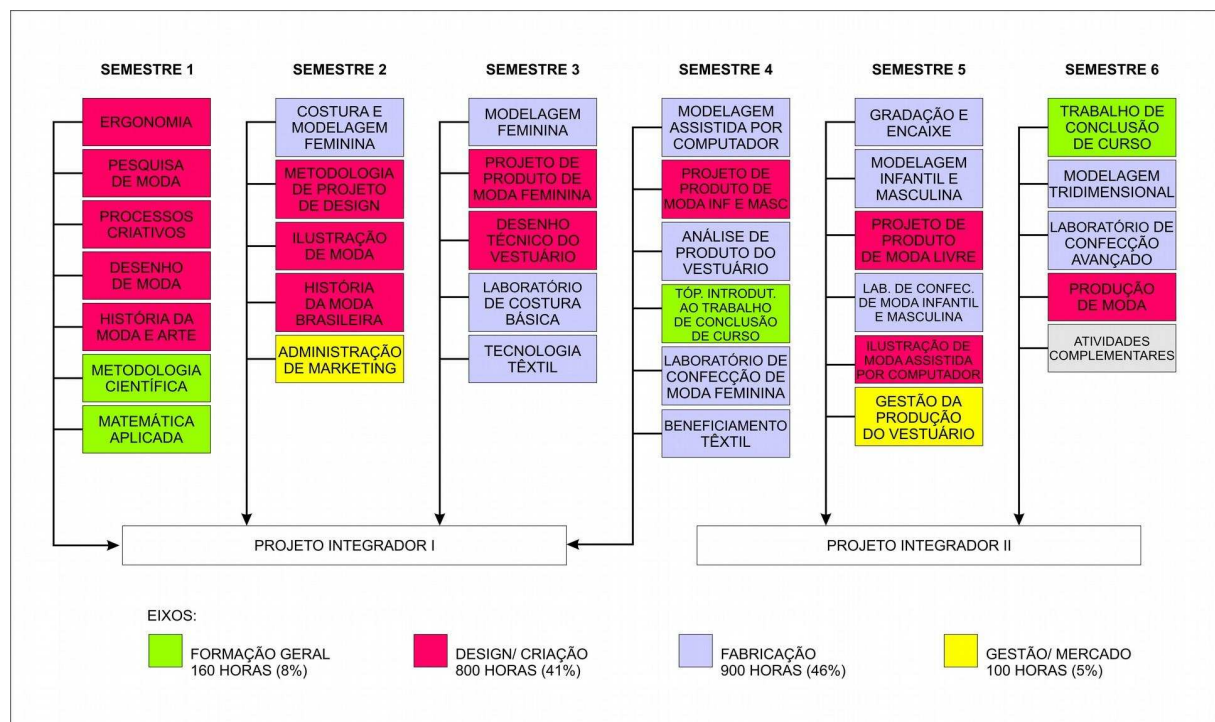 SEMESTRE 1
ERGONOMIA
PESQUISA
DE MODA
PROCESSOS
CRIATIVOS
DESENHO
DE MODA
HISTÓRIA DA
MODA E ARTE
METODOLOGIA
CIENTÍFICA
MATEMÁTICA
APLICADA
SEMESTRE 2
COSTURA E
MODELAGEM
FEMININA
METODOLOGIA
DE PROJETO
DE DESIGN
ILUSTRAÇÃO
DE MODA
HISTÓRIA
DA MODA
BRASILEIRA
ADMINISTRAÇÃO
DE MARKETING
SEMESTRE 3
MODELAGEM
FEMININA
PROJETO DE
PRODUTO DE
MODA FEMININA
DESENHO
TÉCNICO DO
VESTUÁRIO
LABORATÓRIO
DE COSTURA
BÁSICA
TECNOLOGIA
TÊXTIL
SEMESTRE 4
MODELAGEM
ASSISTIDA POR
COMPUTADOR
PROJETO DE
PRODUTO DE
MODA INF E MASC
ANÁLISE DE
PRODUTO DO
VESTUÁRIO
TÓP. INTRODUT.
AO TRABALHO
DE CONCLUSÃO
DE CURSO
LABORATÓRIO DE
CONFECÇÃO DE
MODA FEMININA
BENEFICIAMENTO
TÊXTIL
SEMESTRE 5
GRADAÇÃO E
ENCAIXE
MODELAGEM
INFANTIL E
MASCULINA
PROJETO DE
PRODUTO
DE MODA LIVRE
LAB. DE CONFEC.
DE MODA INFANTIL
E MASCULINA
ILUSTRAÇÃO DE
MODA ASSISTIDA
POR COMPUTADOR
GESTÃO DA
PRODUÇÃO
DO VESTUÁRIO
SEMESTRE 6
TRABALHO DE
CONCLUSÃO
DE CURSO
MODELAGEM
TRIDIMENSIONAL
LABORATÓRIO
DE CONFECÇÃO
AVANÇADO
PRODUÇÃO
DE MODA
ATIVIDADES
COMPLEMENTARES
PROJETO INTEGRADOR I
PROJETO INTEGRADOR II
EIXOS:
FORMAÇÃO GERAL
160 HORAS (8%)
DESIGN/ CRIAÇÃO
800 HORAS (41%)
FABRICAÇÃO
900 HORAS (46%)
GESTÃO/ MERCADO
100 HORAS (5%)